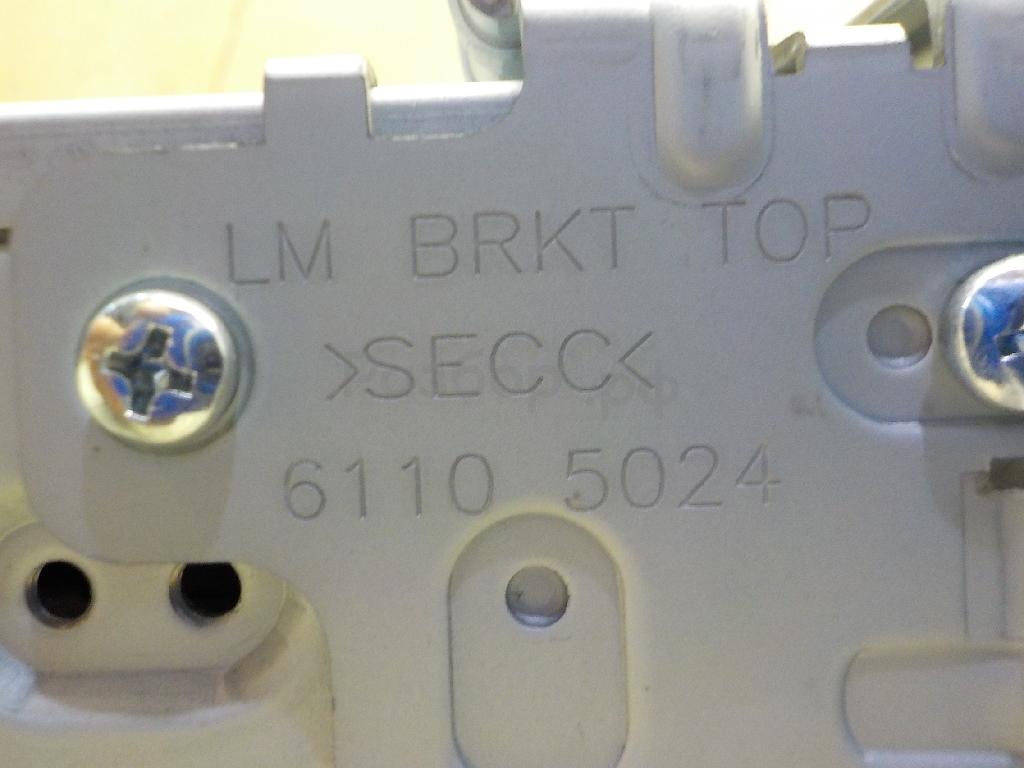 LM BRKT TOP
>SECC<
6110 5024